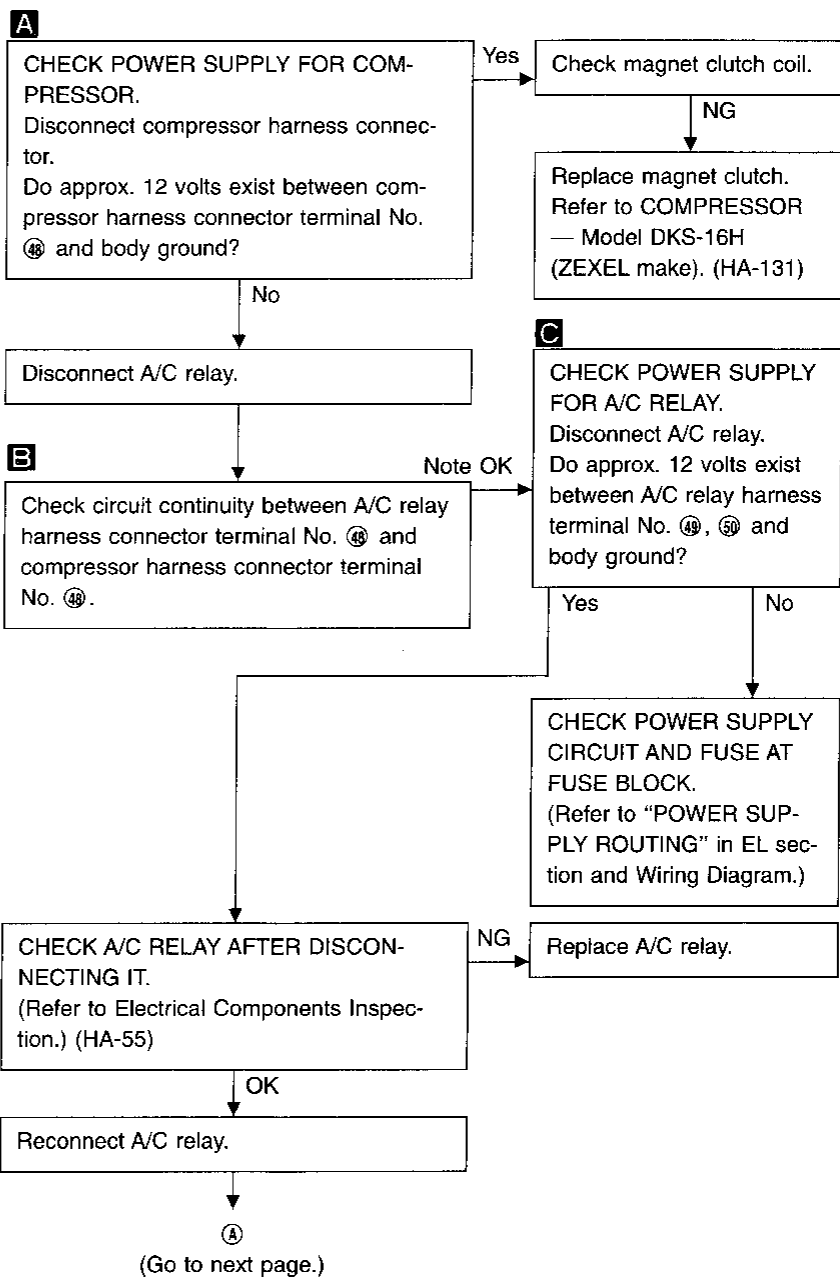 A
CHECK POWER SUPPLY FOR COM-
PRESSOR.
Disconnect compressor harness connec-
tor.
Do approx. 12 volts exist between com-
pressor harness connector terminal No.
㊽ and body ground?
Yes
Check magnet clutch coil.
NG
Replace magnet clutch.
Refer to COMPRESSOR
— Model DKS-16H
(ZEXEL make). (HA-131)
No
Disconnect A/C relay.
B
Check circuit continuity between A/C relay
harness connector terminal No. ㊽ and
compressor harness connector terminal
No. ㊽.
Note OK
C
CHECK POWER SUPPLY
FOR A/C RELAY.
Disconnect A/C relay.
Do approx. 12 volts exist
between A/C relay harness
terminal No. ㊾, ㊿ and
body ground?
Yes
No
CHECK POWER SUPPLY
CIRCUIT AND FUSE AT
FUSE BLOCK.
(Refer to “POWER SUP-
PLY ROUTING” in EL sec-
tion and Wiring Diagram.)
CHECK A/C RELAY AFTER DISCON-
NECTING IT.
(Refer to Electrical Components Inspec-
tion.) (HA-55)
NG
Replace A/C relay.
OK
Reconnect A/C relay.
Ⓐ
(Go to next page.)